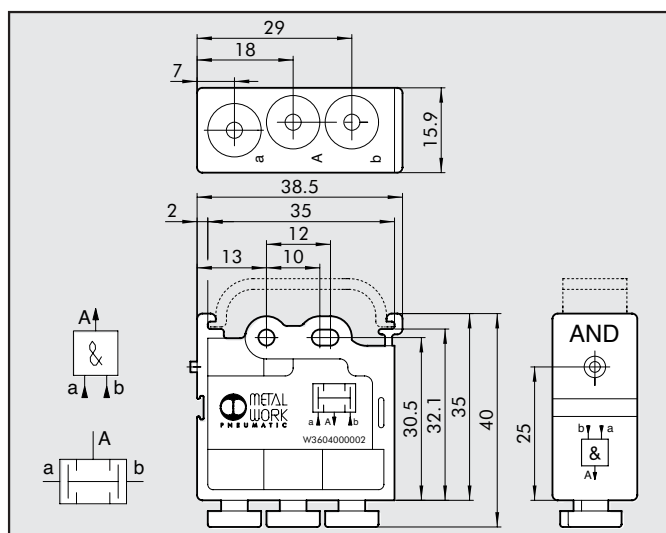 29
18
7
a
A
b
15.9
38.5
2
35
12
13
10
A
&
a
b
A
a
b
METAL
WORK
PNEUMATIC
a A b
W3604000002
30.5
32.1
35
40
AND
25
b a
&
A